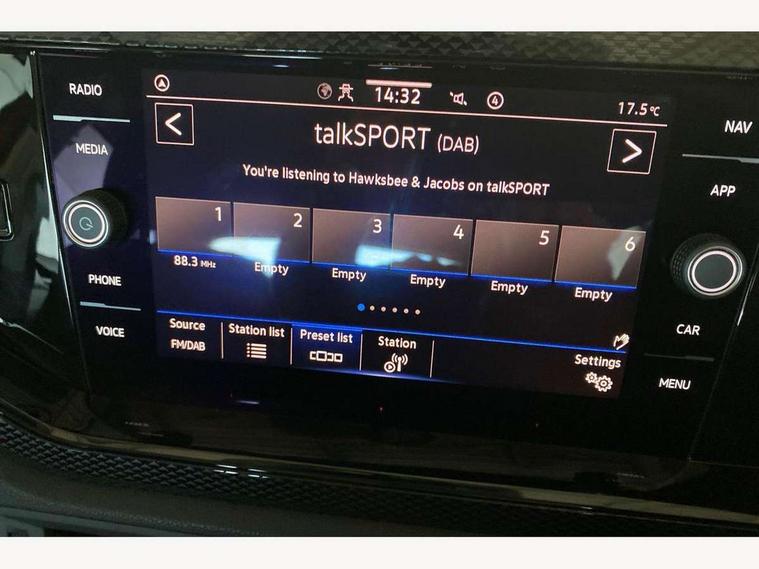 RADIO
MEDIA
PHONE
VOICE
14:32
4
17.5°C
talkSPORT (DAB)
You're listening to Hawksbee & Jacobs on talkSPORT
1
2
3
4
5
6
88.3 MHz
Empty
Empty
Empty
Empty
Empty
Source
FM/DAB
Station list
Preset list
Station
Settings
NAV
APP
CAR
MENU